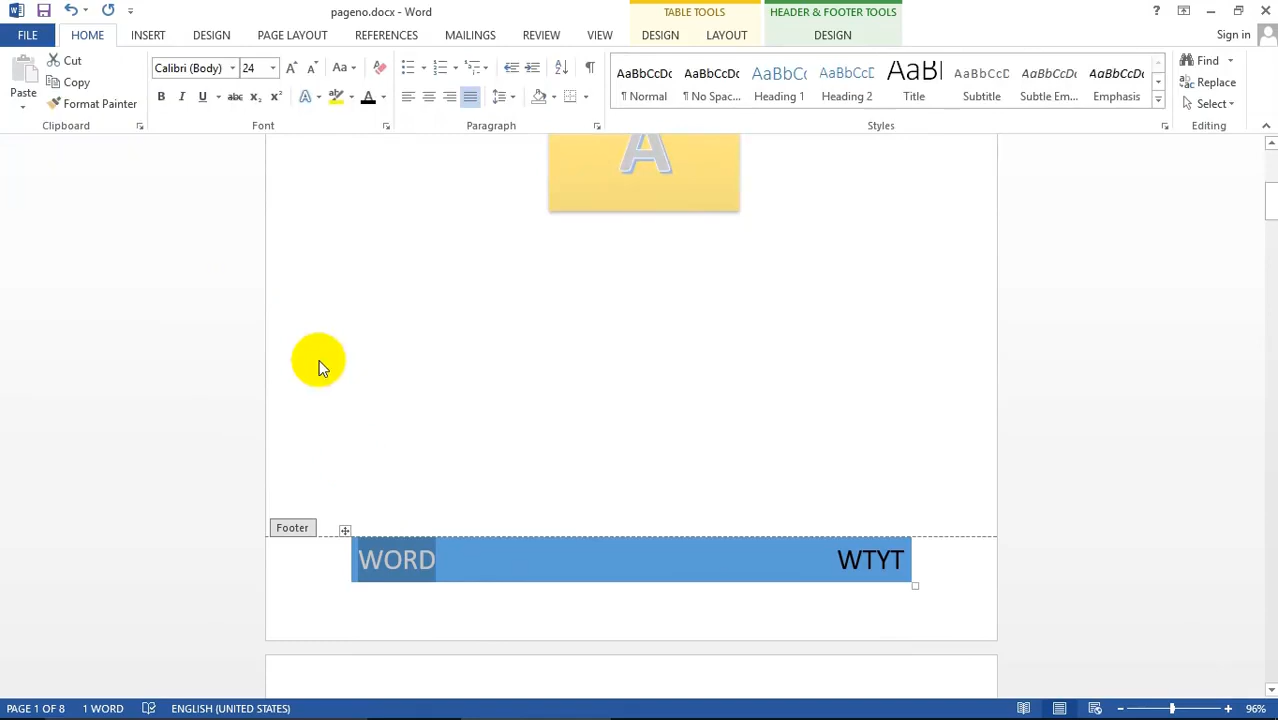 pageno.docx - Word
TABLE TOOLS
HEADER & FOOTER TOOLS
?
FILE
HOME
INSERT
DESIGN
PAGE LAYOUT
REFERENCES
MAILINGS
REVIEW
VIEW
DESIGN
LAYOUT
DESIGN
Sign in
Paste
Cut
Copy
Format Painter
Clipboard
Calibri (Body)
24
Font
Paragraph
AaBbCcDc
¶ Normal
AaBbCcDc
¶ No Spac...
AaBbCc
Heading 1
AaBbCcD
Heading 2
AaBl
Title
AaBbCcD
Subtitle
AaBbCcDc
Subtle Em...
AaBbCcDc
Emphasis
Styles
Find
Replace
Select
Editing
A
Footer
WORD
WTYT
PAGE 1 OF 8
1 WORD
ENGLISH (UNITED STATES)
96%